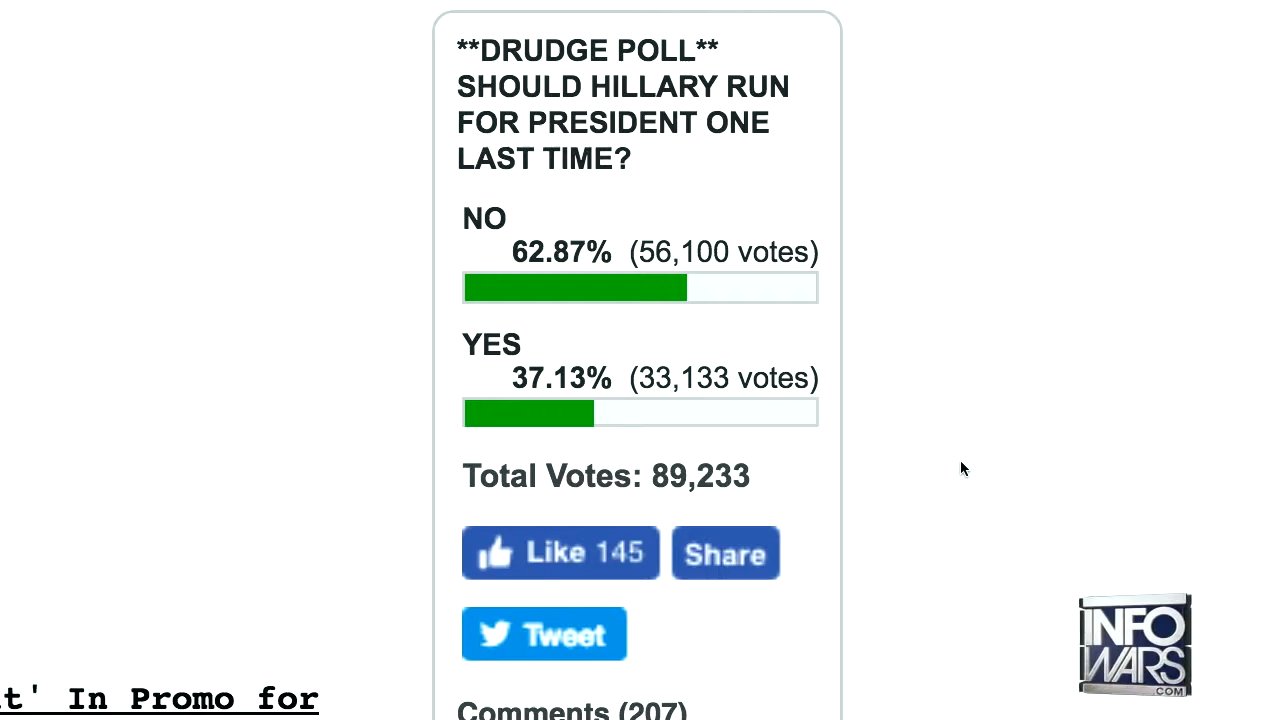 **DRUDGE POLL**
SHOULD HILLARY RUN
FOR PRESIDENT ONE
LAST TIME?
NO
62.87% (56,100 votes)
YES
37.13% (33,133 votes)
Total Votes: 89,233
Like 145 Share
Tweet
INFO
WARS
.COM
t' In Promo for
Comments (207)